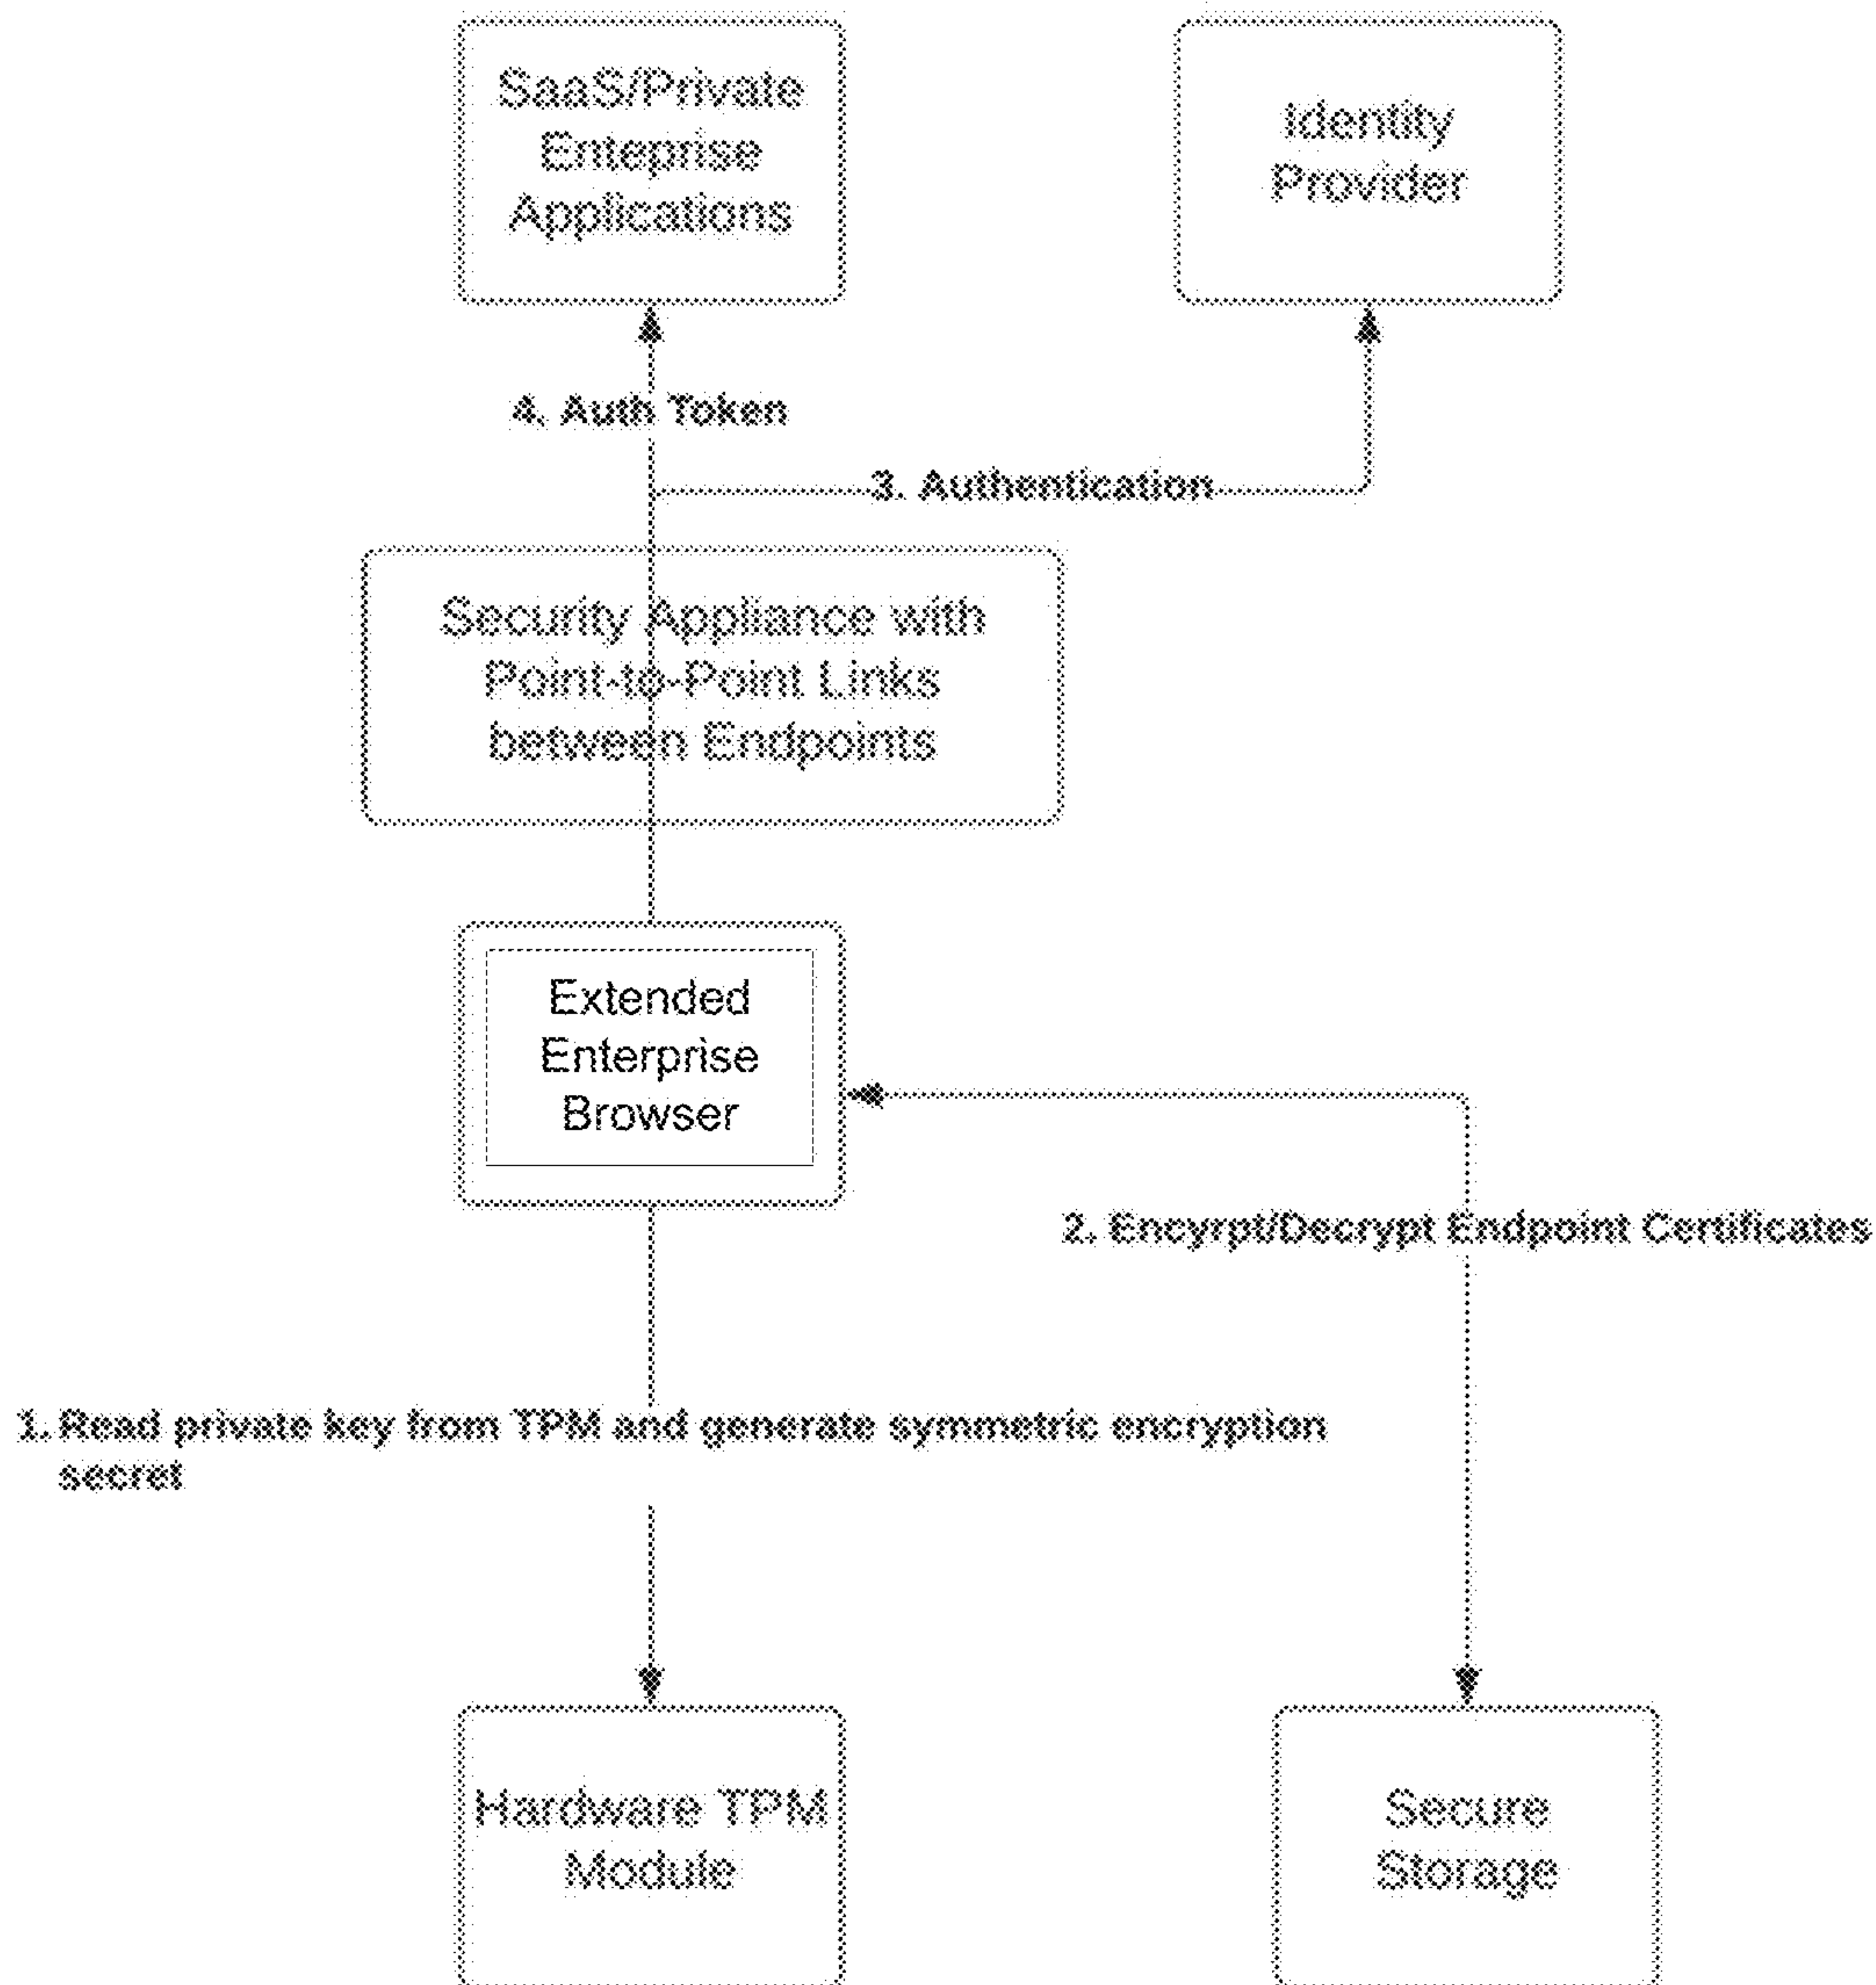 SaaS/Private
Enteprise
Applications
Identity
Provider
4. Auth Token
3. Authentication
Security Appliance with
Point-to-Point Links
between Endpoints
Extended
Enterprise
Browser
2. Encyrpt/Decrypt Endpoint Certificates
1. Read private key from TPM and generate symmetric encryption
secret
Hardware TPM
Module
Secure
Storage